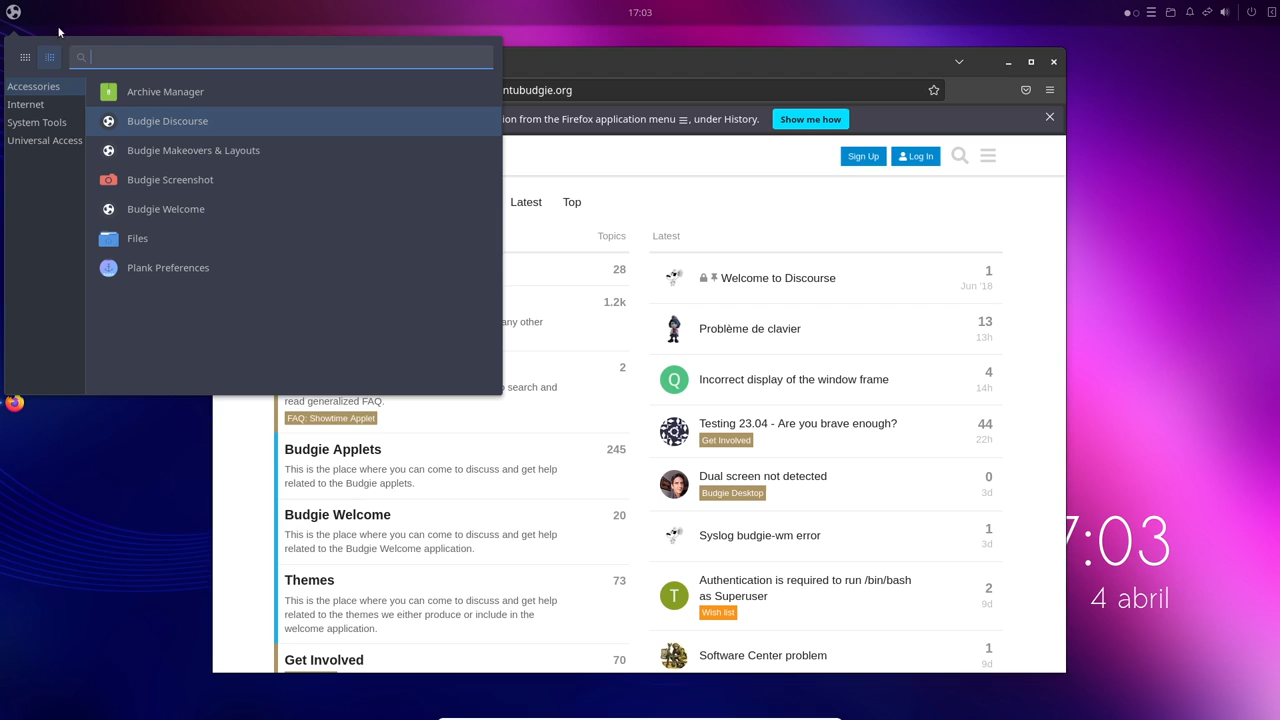 17:03
Accessories
Internet
System Tools
Universal Access
Archive Manager
Budgie Discourse
Budgie Makeovers & Layouts
Budgie Screenshot
Budgie Welcome
Files
Plank Preferences
ntubudgie.org
on from the Firefox application menu ☰, under History.
Show me how
Sign Up
Log In
Latest
Top
Topics
28
1.2k
any other
2
to search and
read generalized FAQ.
FAQ: Showtime Applet
Budgie Applets
245
This is the place where you can come to discuss and get help
related to the Budgie applets.
Budgie Welcome
20
This is the place where you can come to discuss and get help
related to the Budgie Welcome application.
Themes
73
This is the place where you can come to discuss and get help
related to the themes we either produce or include in the
welcome application.
Get Involved
70
Latest
Welcome to Discourse
1
Jun '18
Problème de clavier
13
13h
Q
Incorrect display of the window frame
4
14h
Testing 23.04 - Are you brave enough?
Get Involved
44
22h
Dual screen not detected
Budgie Desktop
0
3d
Syslog budgie-wm error
1
3d
T
Authentication is required to run /bin/bash
as Superuser
Wish list
2
9d
Software Center problem
1
9d
7:03
4 abril